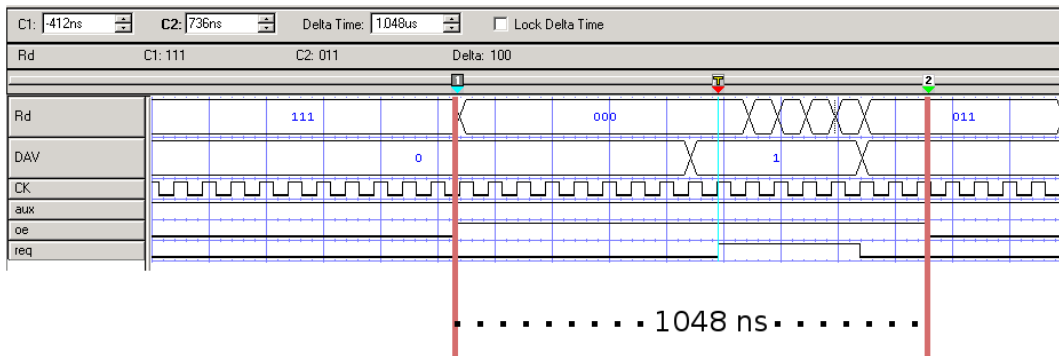 C1: -412ns C2: 736ns Delta Time: 1.048us Lock Delta Time
Rd C1: 111 C2: 011 Delta: 100
1 T 2
Rd 111 000 011
DAV 0 1
CK
aux
oe
req
1048 ns